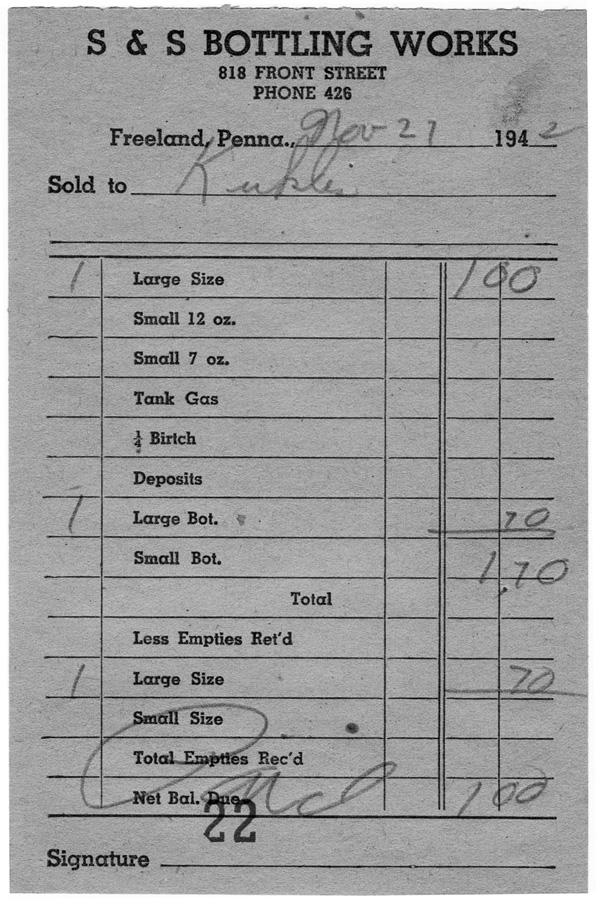 S & S BOTTLING WORKS
818 FRONT STREET
PHONE 426
Freeland, Penna., Nov 27 1942
Sold to
1 Large Size 1 00
Small 12 oz.
Small 7 oz.
Tank Gas
¼ Birtch
Deposits
1 Large Bot. 70
Small Bot. 1,70
Total
Less Empties Ret'd
1 Large Size 70
Small Size
Total Empties Rec'd
Net Bal. Due 1 00
Paid
22
Signature